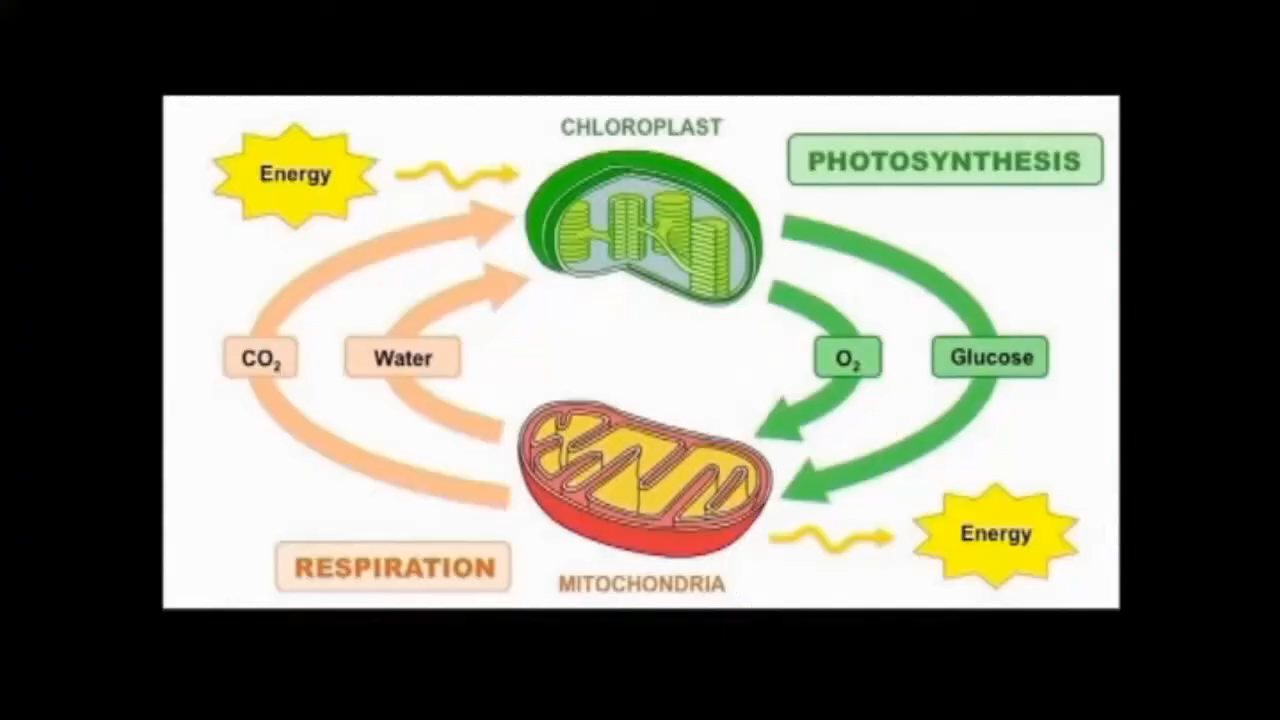 CHLOROPLAST
Energy
PHOTOSYNTHESIS
CO₂
Water
O₂
Glucose
Energy
RESPIRATION
MITOCHONDRIA